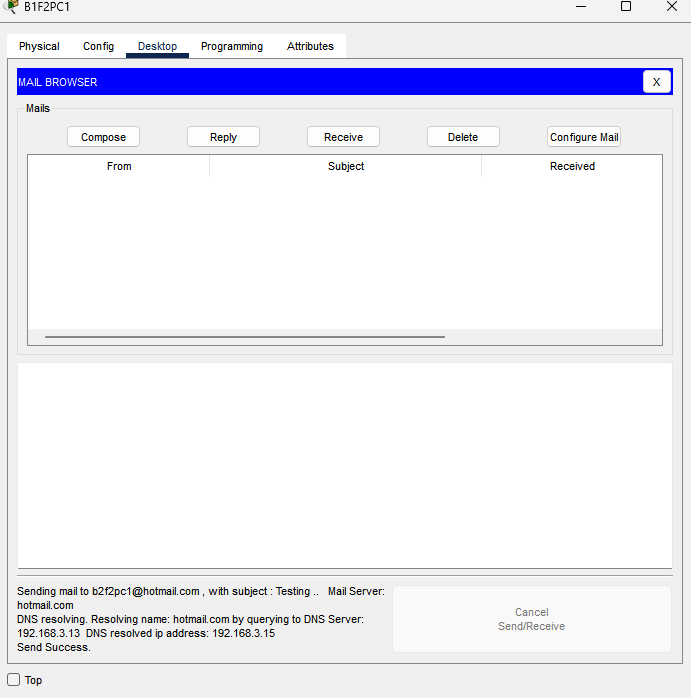 B1F2PC1
Physical Config Desktop Programming Attributes
MAIL BROWSER X
Mails
Compose Reply Receive Delete Configure Mail
From Subject Received
Sending mail to b2f2pc1@hotmail.com , with subject : Testing .. Mail Server:
hotmail.com
DNS resolving. Resolving name: hotmail.com by querying to DNS Server:
192.168.3.13 DNS resolved ip address: 192.168.3.15
Send Success.
Cancel
Send/Receive
Top